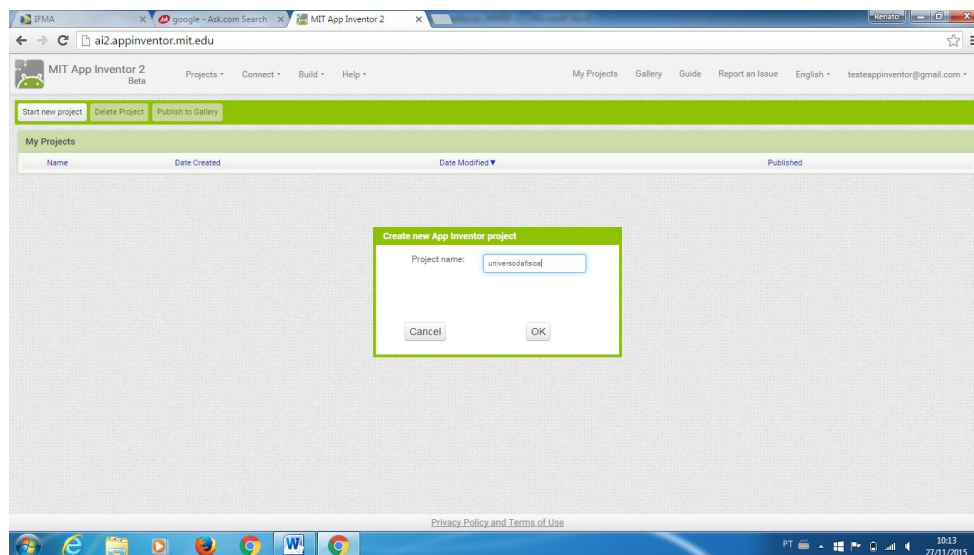 IFMA google - Ask.com Search MIT App Inventor 2 Renato
ai2.appinventor.mit.edu
MIT App Inventor 2 Projects Connect Build Help My Projects Gallery Guide Report an Issue English testeappinventor@gmail.com
Beta
Start new project Delete Project Publish to Gallery
My Projects
Name Date Created Date Modified▼ Published
Create new App Inventor project
Project name: universodafisica
Cancel OK
Privacy Policy and Terms of Use
PT 10:13
27/11/2015